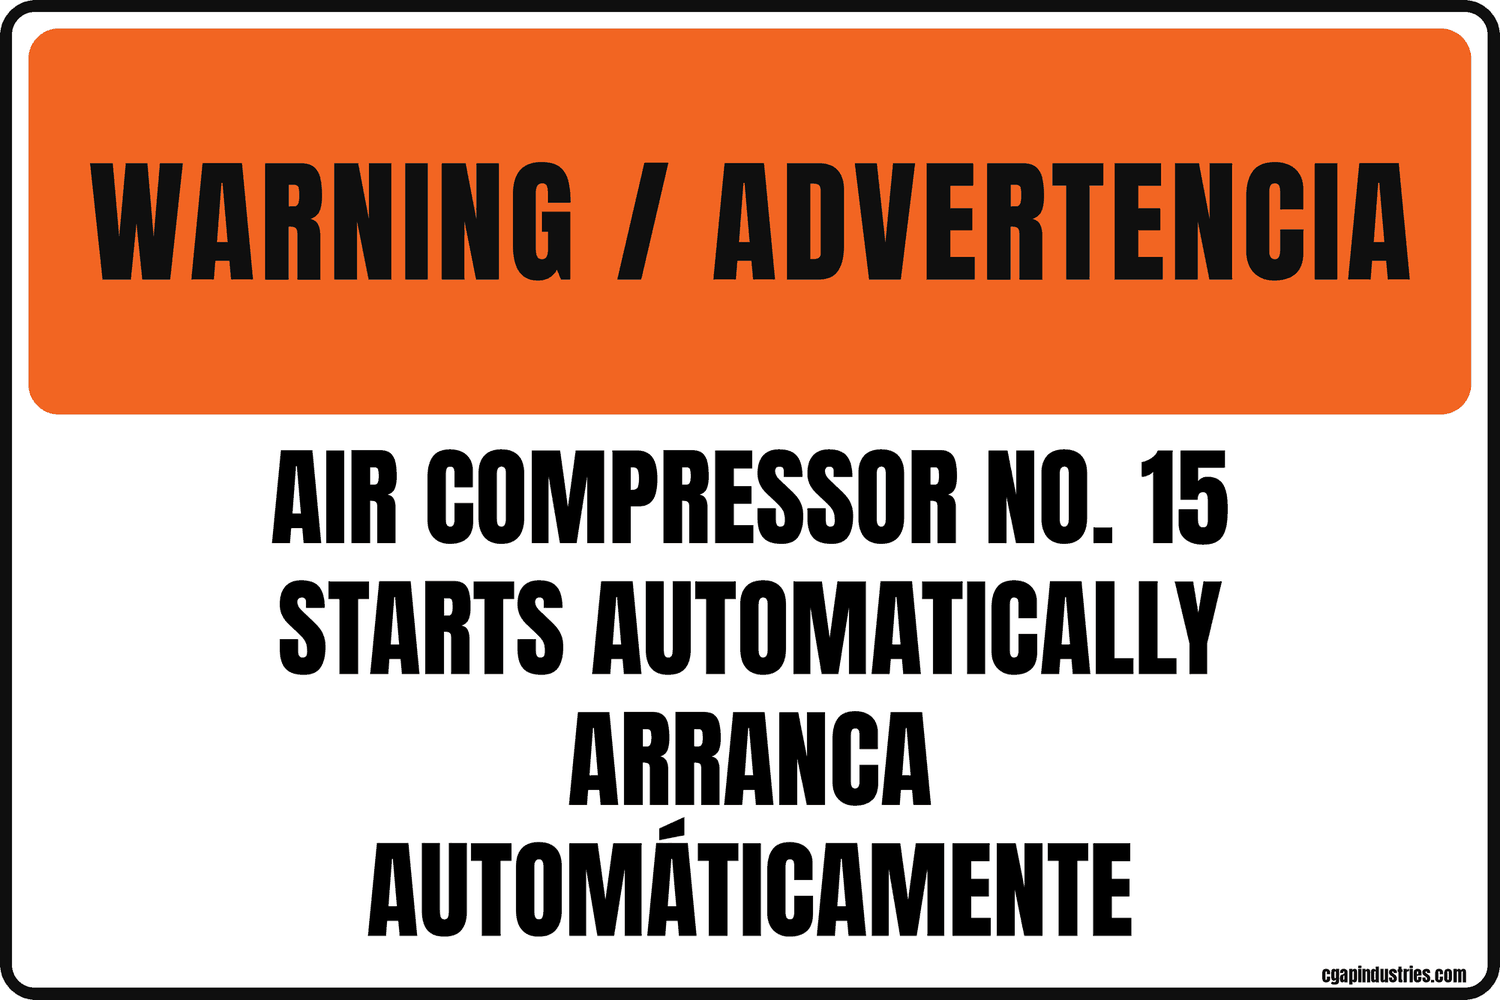 WARNING / ADVERTENCIA
AIR COMPRESSOR NO. 15
STARTS AUTOMATICALLY
ARRANCA
AUTOMÁTICAMENTE
cgapindustries.com